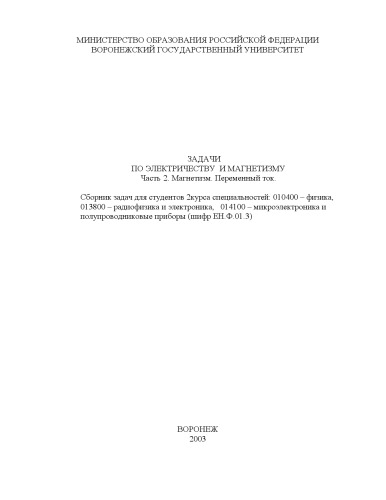 МИНИСТЕРСТВО ОБРАЗОВАНИЯ РОССИЙСКОЙ ФЕДЕРАЦИИ
ВОРОНЕЖСКИЙ ГОСУДАРСТВЕННЫЙ УНИВЕРСИТЕТ
ЗАДАЧИ
ПО ЭЛЕКТРИЧЕСТВУ И МАГНЕТИЗМУ
Часть 2. Магнетизм. Переменный ток.
Сборник задач для студентов 2курса специальностей: 010400 – физика,
013800 – радиофизика и электроника, 014100 – микроэлектроника и
полупроводниковые приборы (шифр ЕН.Ф.01.3)
ВОРОНЕЖ
2003